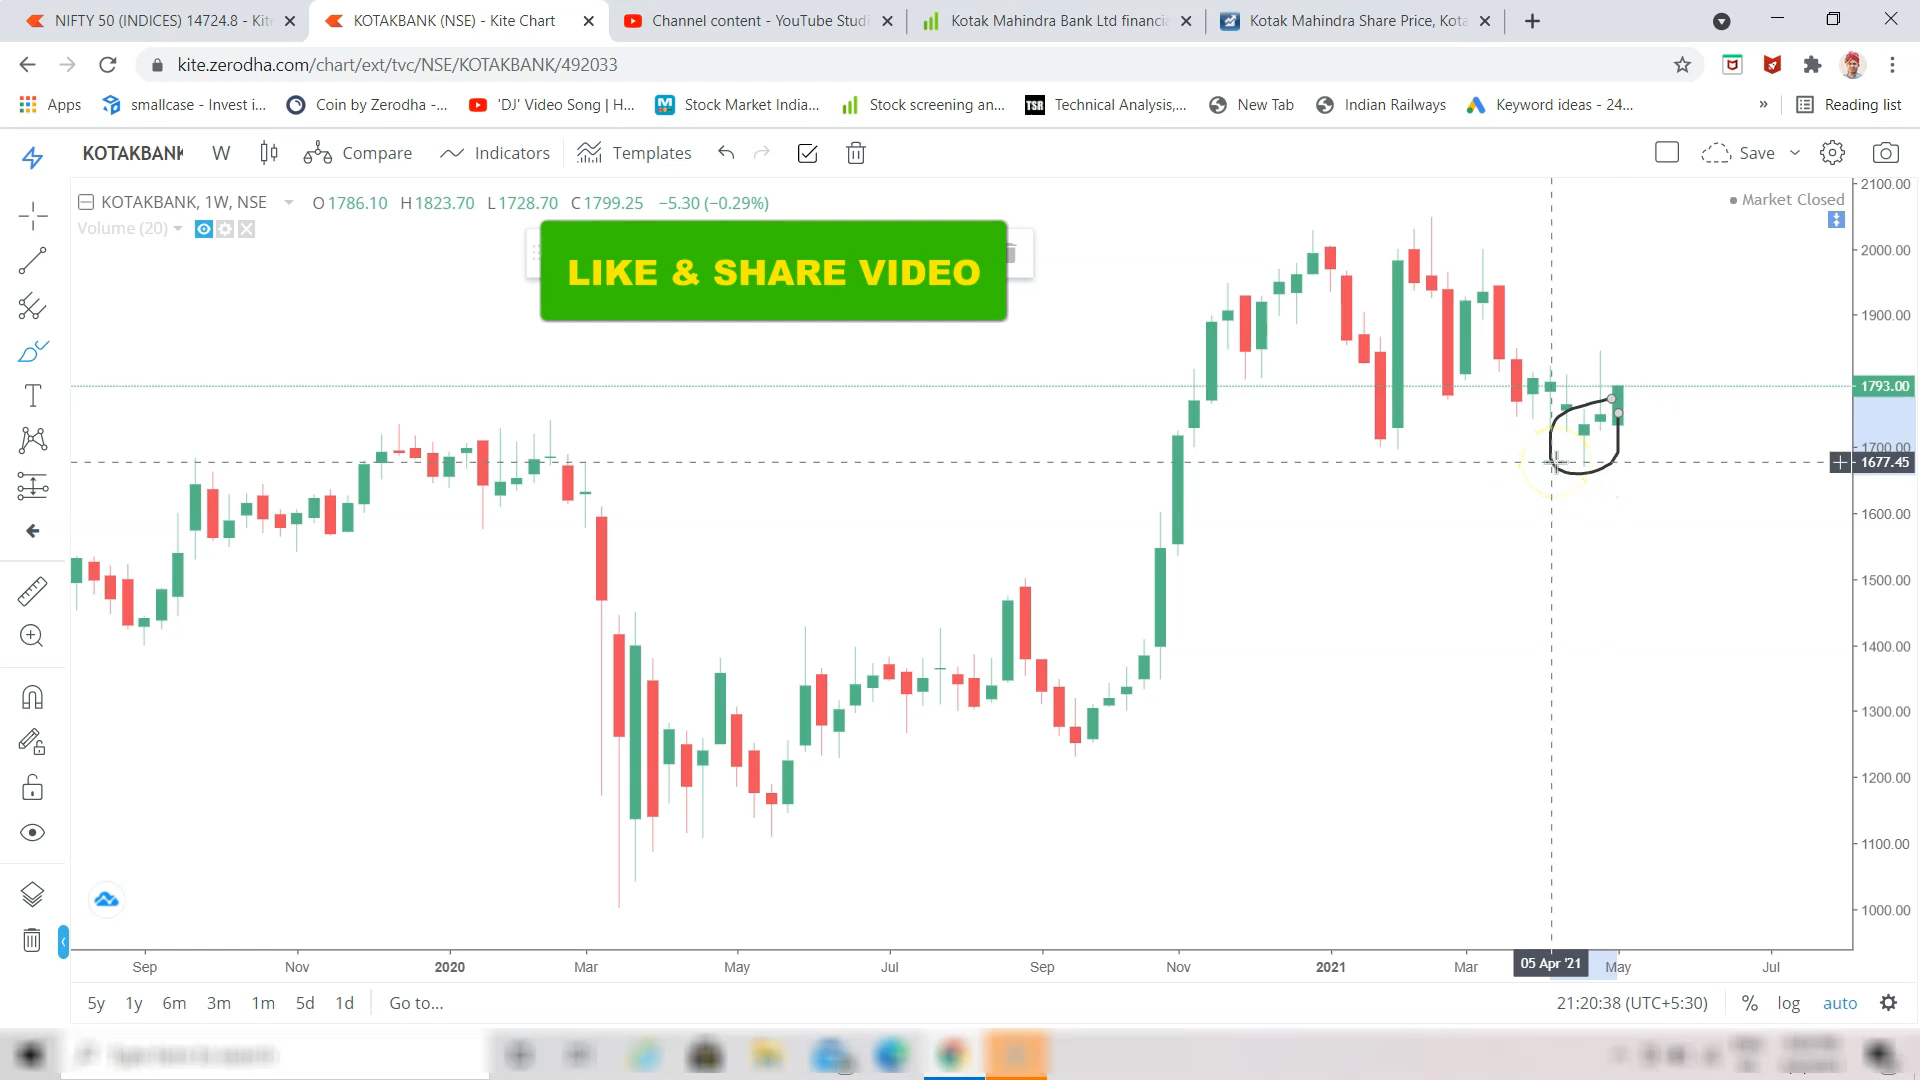 NIFTY 50 (INDICES) 14724.8 - Kite
KOTAKBANK (NSE) - Kite Chart
Channel content - YouTube Studi
Kotak Mahindra Bank Ltd financia
Kotak Mahindra Share Price, Kota
kite.zerodha.com/chart/ext/tvc/NSE/KOTAKBANK/492033
Apps
smallcase - Invest i...
Coin by Zerodha -...
'DJ' Video Song | H...
Stock Market India...
Stock screening an...
TSR
Technical Analysis,...
New Tab
Indian Railways
Keyword ideas - 24...
»
Reading list
KOTAKBANK
W
Compare
Indicators
Templates
Save
KOTAKBANK, 1W, NSE
O1786.10 H1823.70 L1728.70 C1799.25 −5.30 (−0.29%)
Market Closed
Volume (20)
LIKE & SHARE VIDEO
2100.00
2000.00
1900.00
1793.00
1700.00
1677.45
1600.00
1500.00
1400.00
1300.00
1200.00
1100.00
1000.00
Sep
Nov
2020
Mar
May
Jul
Sep
Nov
2021
Mar
05 Apr '21
May
Jul
5y 1y 6m 3m 1m 5d 1d Go to...
21:20:38 (UTC+5:30) % log auto